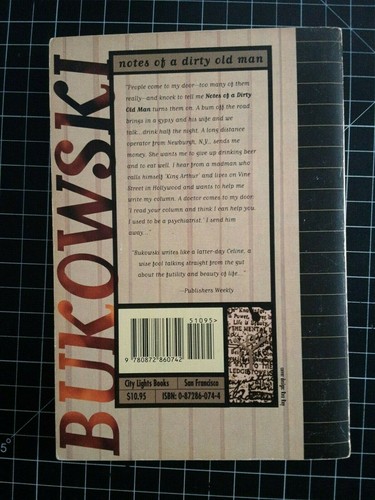 BUKOWSKI
notes of a dirty old man
"People come to my door—too many of them
really—and knock to tell me Notes of a Dirty
Old Man turns them on. A bum off the road
brings in a gypsy and his wife and we
talk...drink half the night. A long distance
operator from Newburgh, N.Y., sends me
money. She wants me to give up drinking beer
and to eat well. I hear from a madman who
calls himself 'King Arthur' and lives on Vine
Street in Hollywood and wants to help me
write my column. A doctor comes to my door:
'I read your column and think I can help you.
I used to be a psychiatrist.' I send him
away..."
"Bukowski writes like a latter-day Celine, a
wise fool talking straight from the gut
about the futility and beauty of life..."
—Publishers Weekly
51095>
9 780872 860742
City Lights Books
San Francisco
$10.95
ISBN: 0-87286-074-4
5°